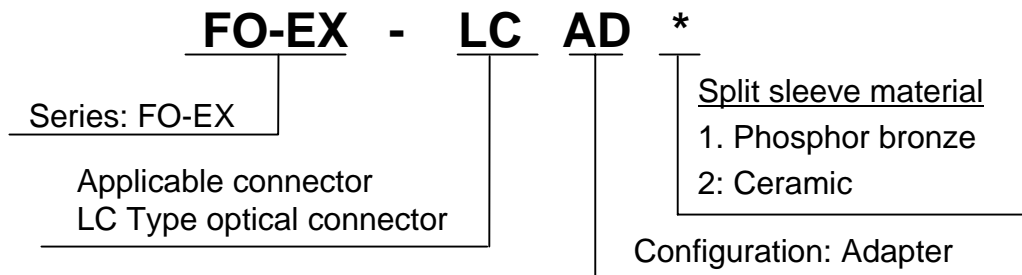 FO-EX - LC AD *
Series: FO-EX
Applicable connector
LC Type optical connector
Split sleeve material
1. Phosphor bronze
2: Ceramic
Configuration: Adapter